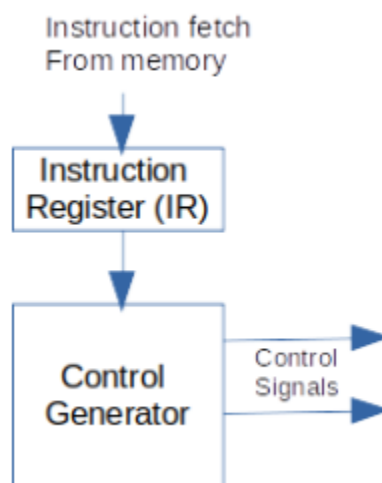 Instruction fetch
From memory
Instruction
Register (IR)
Control
Generator
Control
Signals